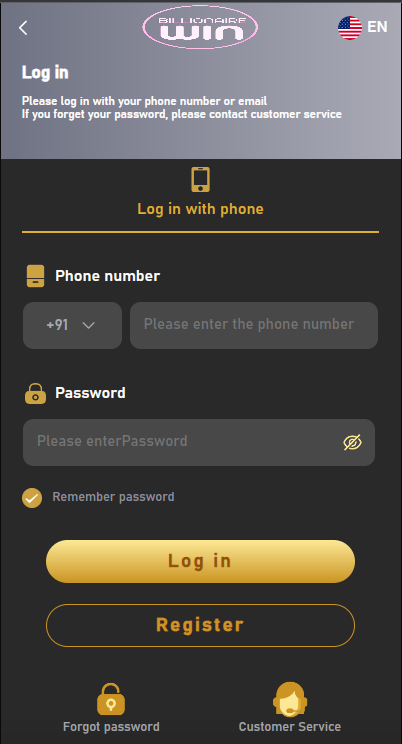 BILLIONAIRE
WIN
EN
Log in
Please log in with your phone number or email
If you forget your password, please contact customer service
Log in with phone
Phone number
+91
Please enter the phone number
Password
Please enterPassword
Remember password
Log in
Register
Forgot password
Customer Service